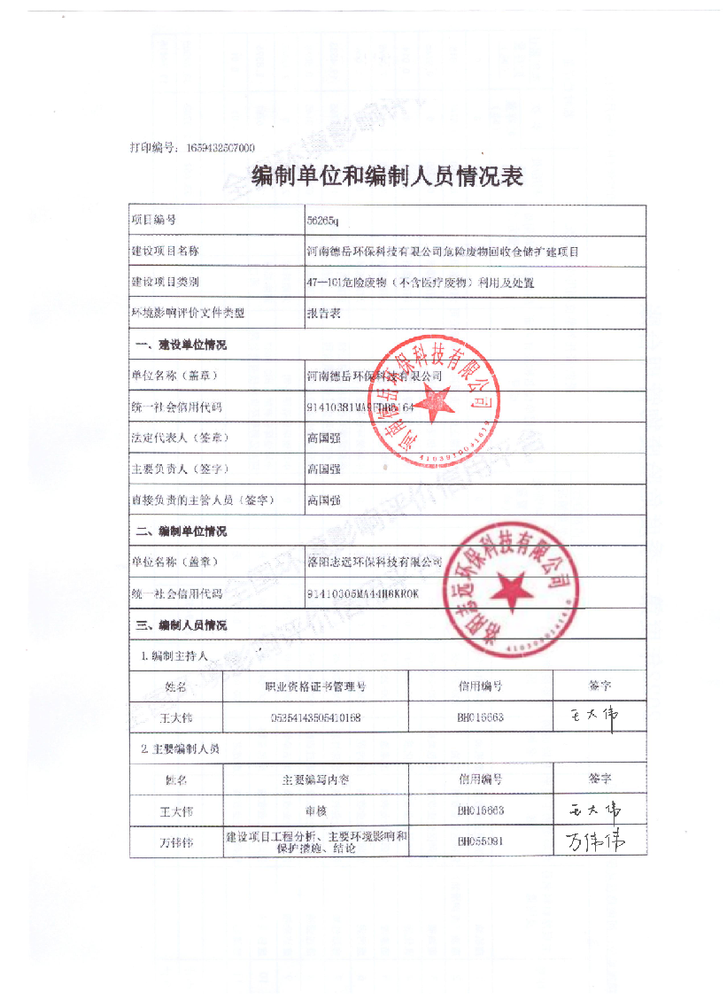 打印编号：1659432507000
编制单位和编制人员情况表
项目编号 56265q
建设项目名称 河南德岳环保科技有限公司危险废物回收仓储扩建项目
建设项目类别 47—101危险废物（不含医疗废物）利用及处置
环境影响评价文件类型 报告表
一、建设单位情况
单位名称（盖章） 河南德岳环保科技有限公司
统一社会信用代码
法定代表人（签章） 高国强
主要负责人（签字） 高国强
直接负责的主管人员（签字） 高国强
二、编制单位情况
单位名称（盖章） 洛阳志远环保科技有限公司
统一社会信用代码 91410305MA44H6KR0K
三、编制人员情况
1.编制主持人
姓名 职业资格证书管理号 信用编号 签字
王大伟 05354143505410168 BH016663 王大伟
2.主要编制人员
姓名 主要编写内容 信用编号 签字
王大伟 审核 BH016663 王大伟
万伟伟 建设项目工程分析、主要环境影响和 BH055091 万伟伟
保护措施、结论
河南德岳环保科技有限公司
洛阳志远环保科技有限公司
全国环境影响评价信用平台